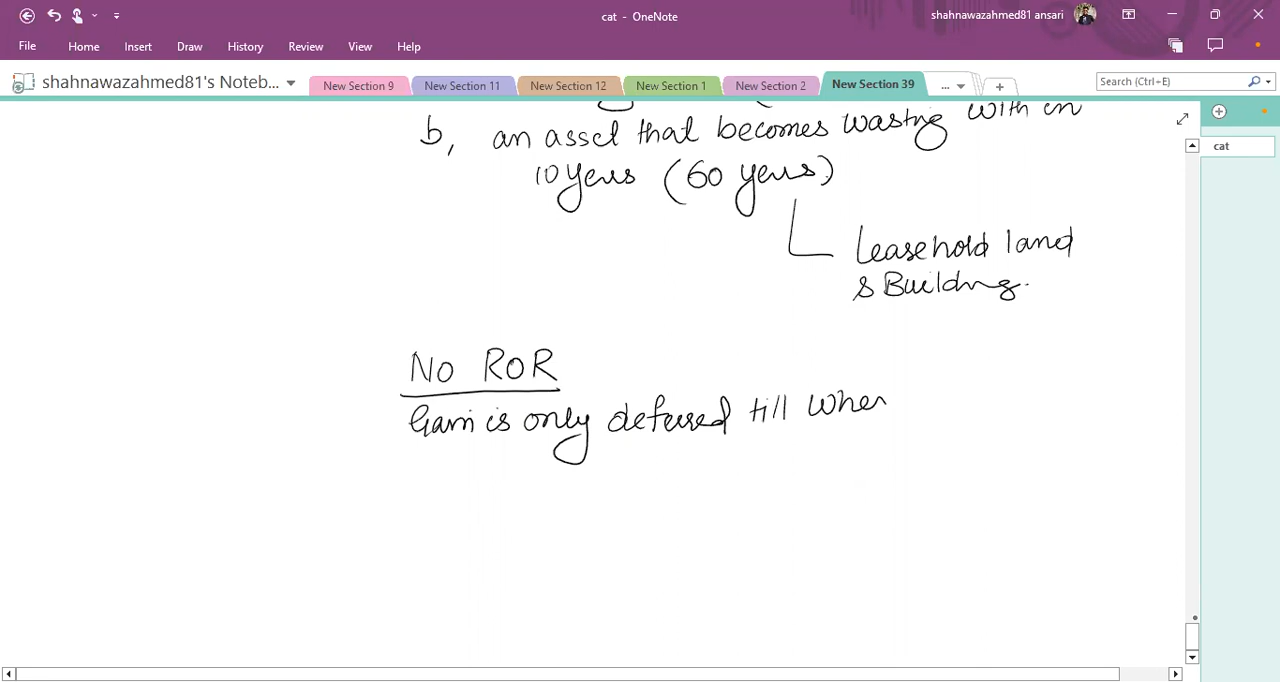 cat - OneNote
shahnawazahmed81 ansari
File Home Insert Draw History Review View Help
shahnawazahmed81's Noteb...
New Section 9 New Section 11 New Section 12 New Section 1 New Section 2 New Section 39 ...
Search (Ctrl+E)
cat
b, an asset that becomes wasting with in
10 years (60 years)
Leasehold land
& Building.
No ROR
Gain is only deferred till when